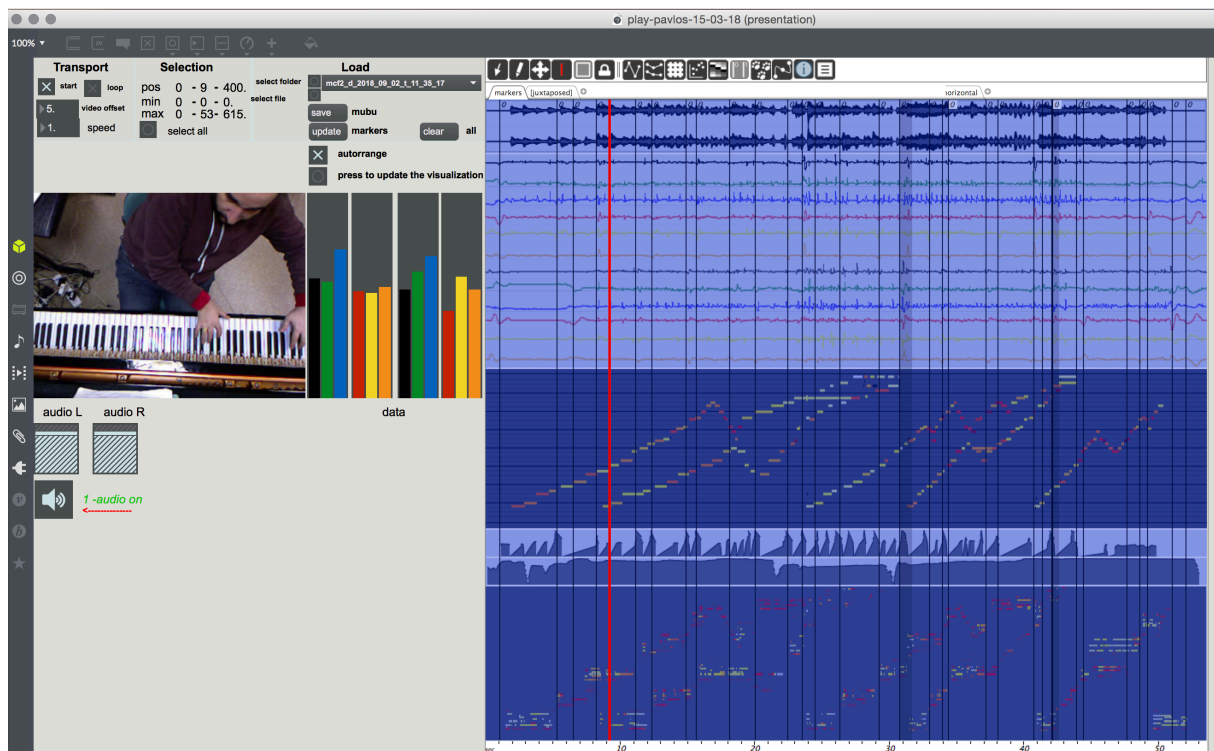 play-pavlos-15-03-18 (presentation)
100%
Transport
Selection
Load
start
loop
5.
video offset
1.
speed
pos 0 - 9 - 400.
min 0 - 0 - 0.
max 0 - 53- 615.
select all
select folder
mcf2_d_2018_09_02_t_11_35_17
select file
save
mubu
update
markers
clear
all
autorrange
press to update the visualization
audio L
audio R
data
1 -audio on
<--------------
markers
[juxtaposed]
orizontal
sec
10
20
30
40
50